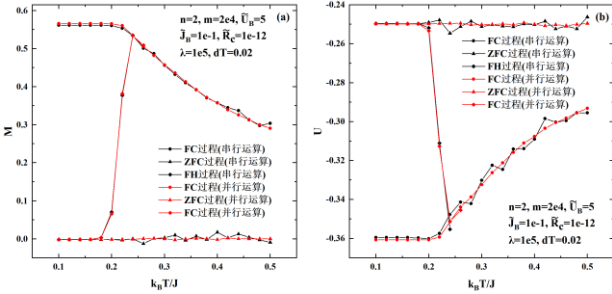 n=2, m=2e4, Ũ_B=5
(a)
J̃_B=1e-1, R̃_c=1e-12
λ=1e5, dT=0.02
0.6
0.5
0.4
0.3
0.2
0.1
0.0
M
FC过程(串行运算)
ZFC过程(串行运算)
FH过程(串行运算)
FC过程(并行运算)
ZFC过程(并行运算)
FC过程(并行运算)
0.1 0.2 0.3 0.4 0.5
k_BT/J
(b)
-0.24
-0.26
-0.28
-0.30
-0.32
-0.34
-0.36
U
FC过程(串行运算)
ZFC过程(串行运算)
FH过程(串行运算)
FC过程(并行运算)
ZFC过程(并行运算)
FC过程(并行运算)
n=2, m=2e4, Ũ_B=5
J̃_B=1e-1, R̃_c=1e-12
λ=1e5, dT=0.02
0.1 0.2 0.3 0.4 0.5
k_BT/J